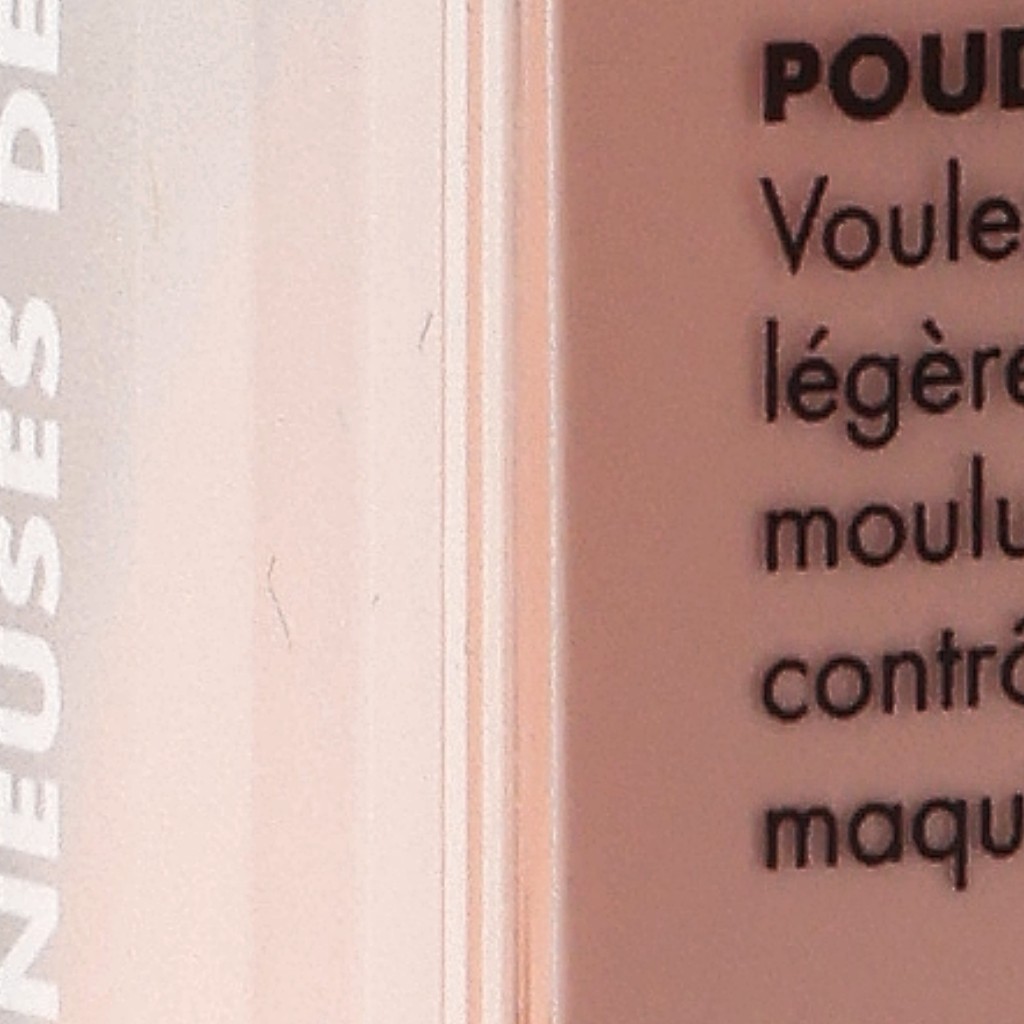 NEUSES DE
POUD
Voule
légère
moulu
contrô
maqu